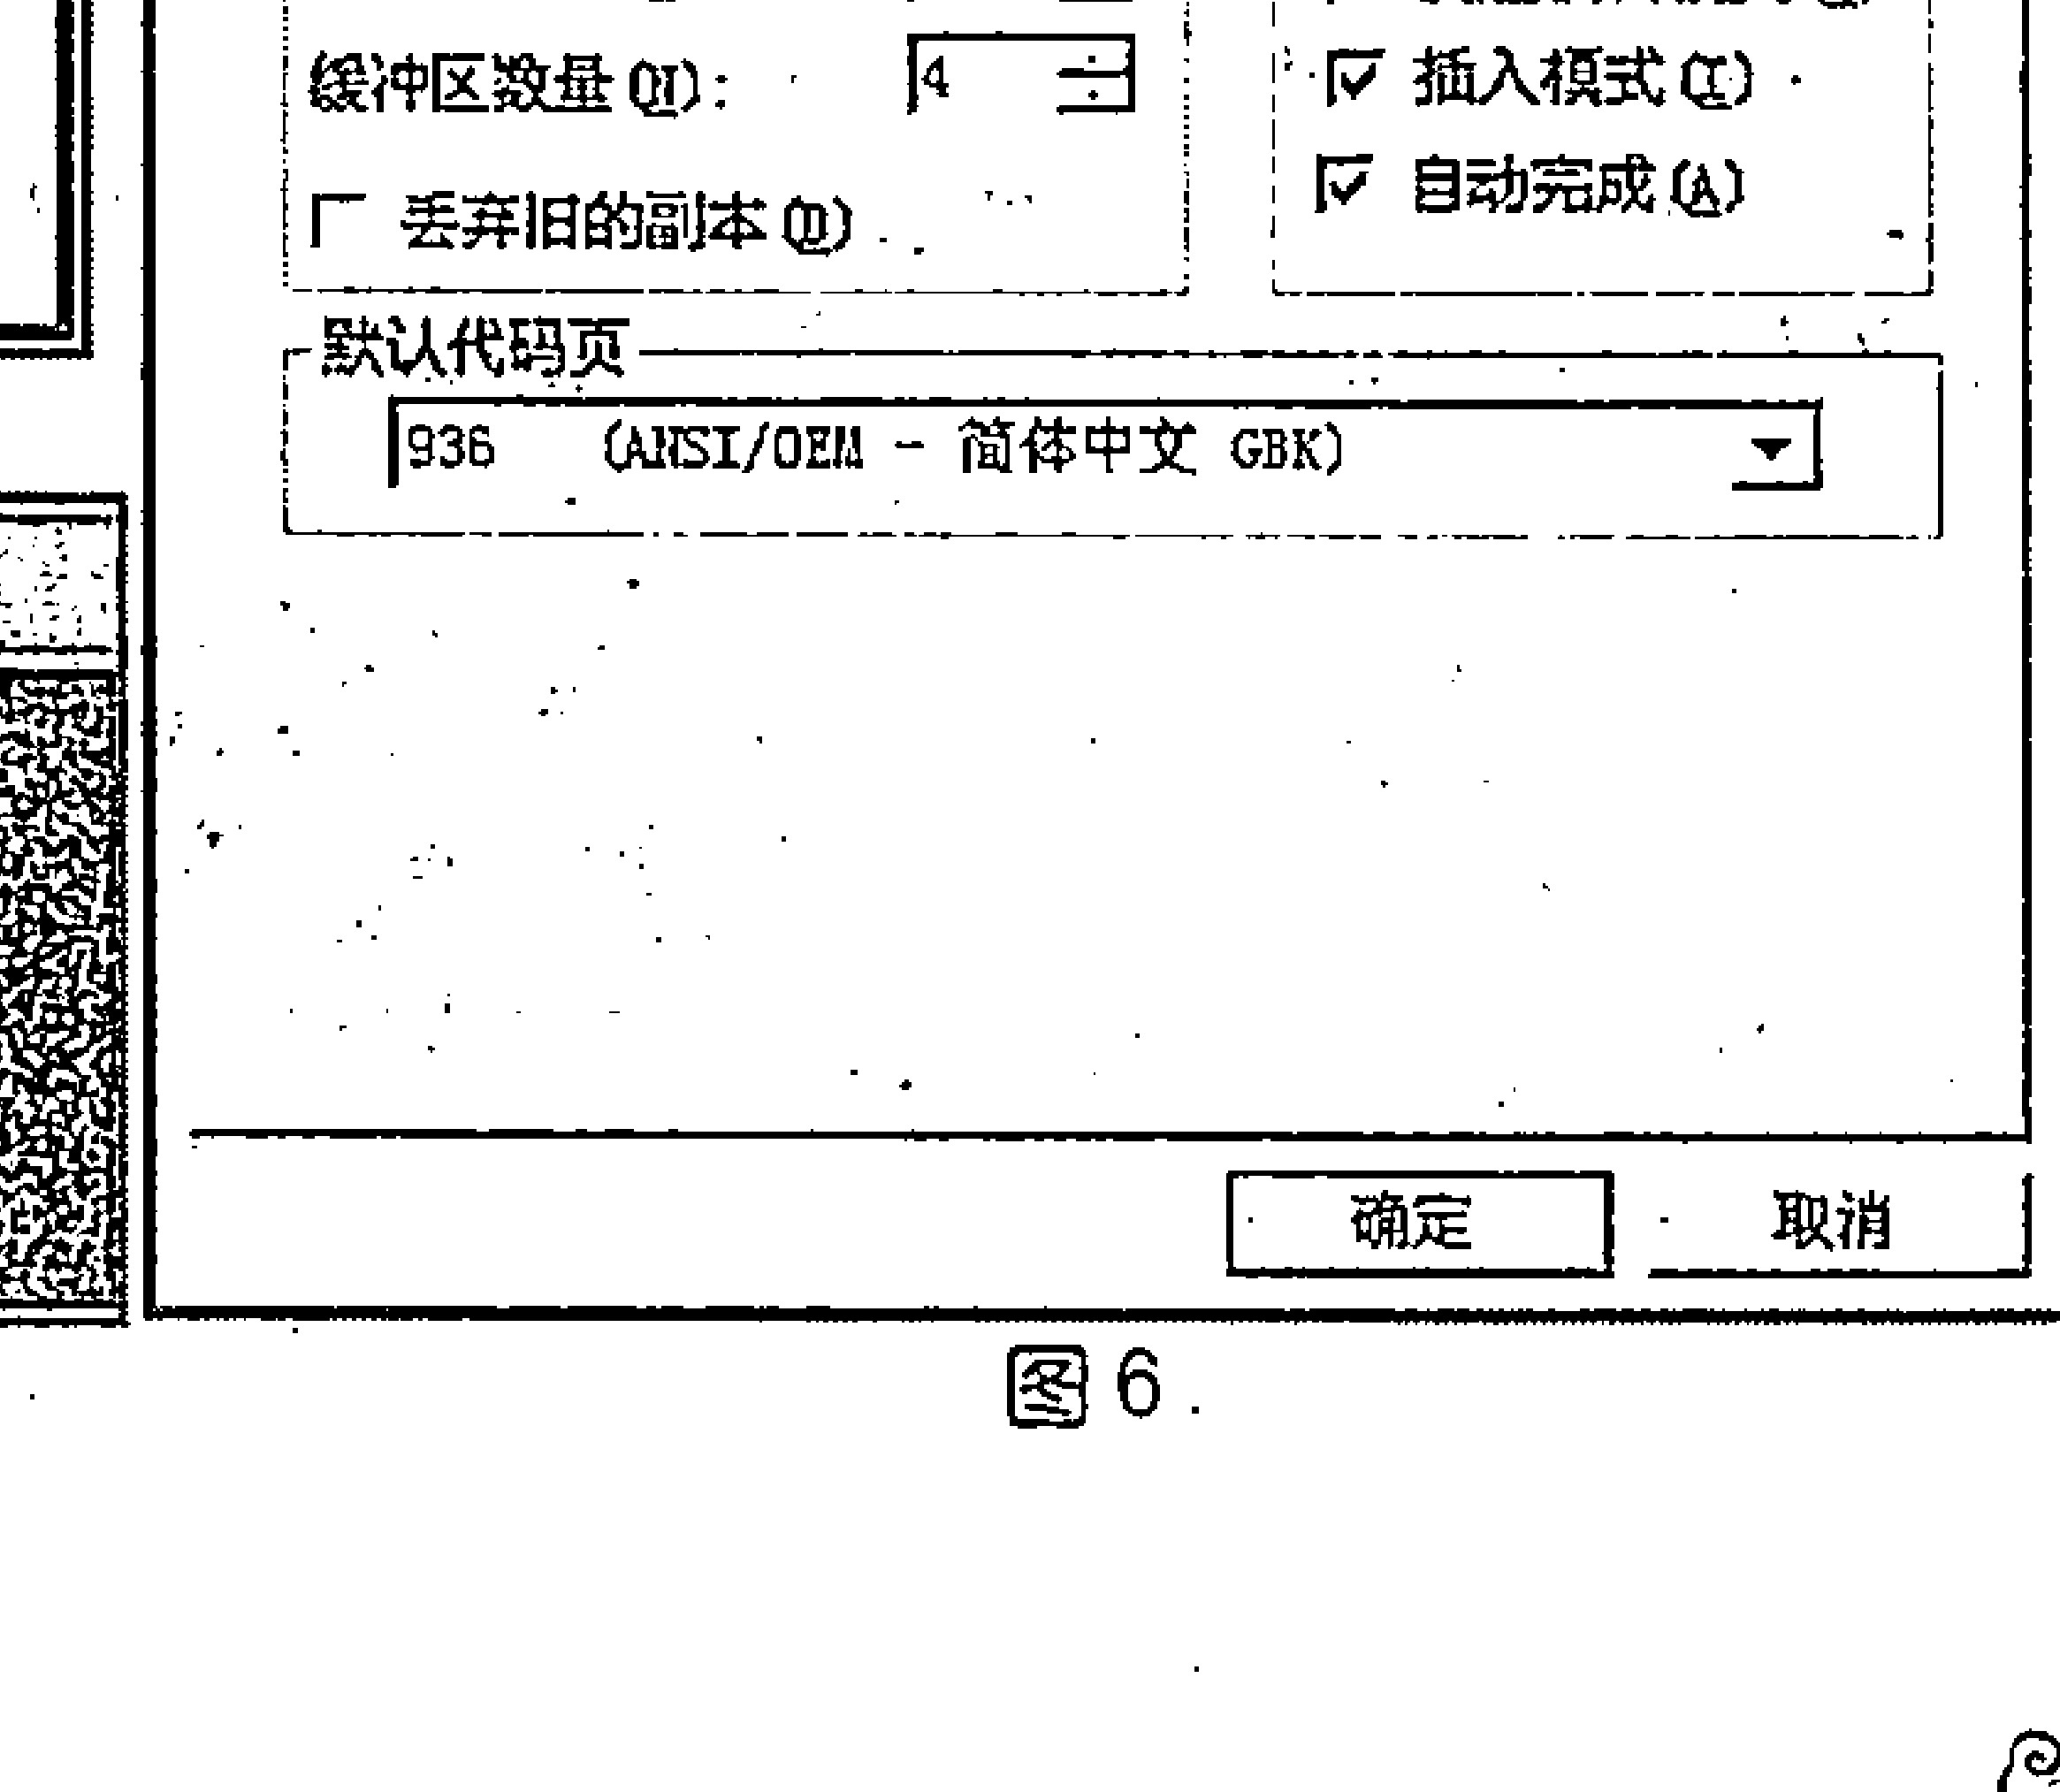 缓冲区数量(N): 4
丢弃旧的副本(D)
插入模式(I)
自动完成(A)
默认代码页
936 (ANSI/OEM - 简体中文 GBK)
确定 取消
图 6